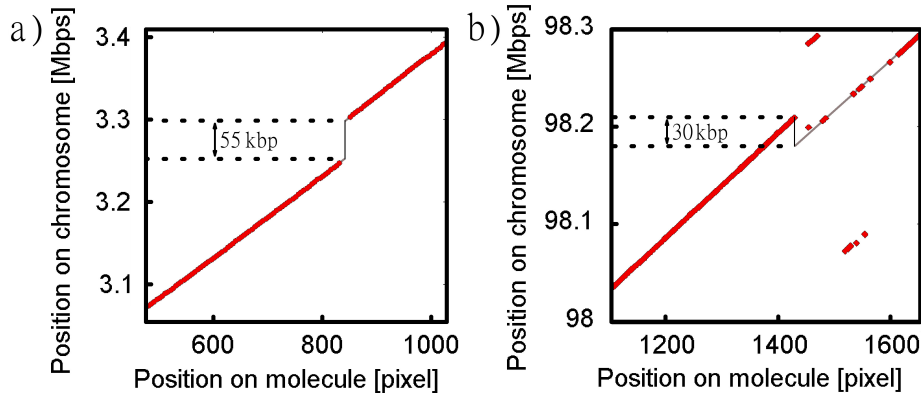 a)
Position on chromosome [Mbps]
3.4
3.3
3.2
3.1
55 kbp
600
800
1000
Position on molecule [pixel]
b)
Position on chromosome [Mbps]
98.3
98.2
98.1
98
30 kbp
1200
1400
1600
Position on molecule [pixel]